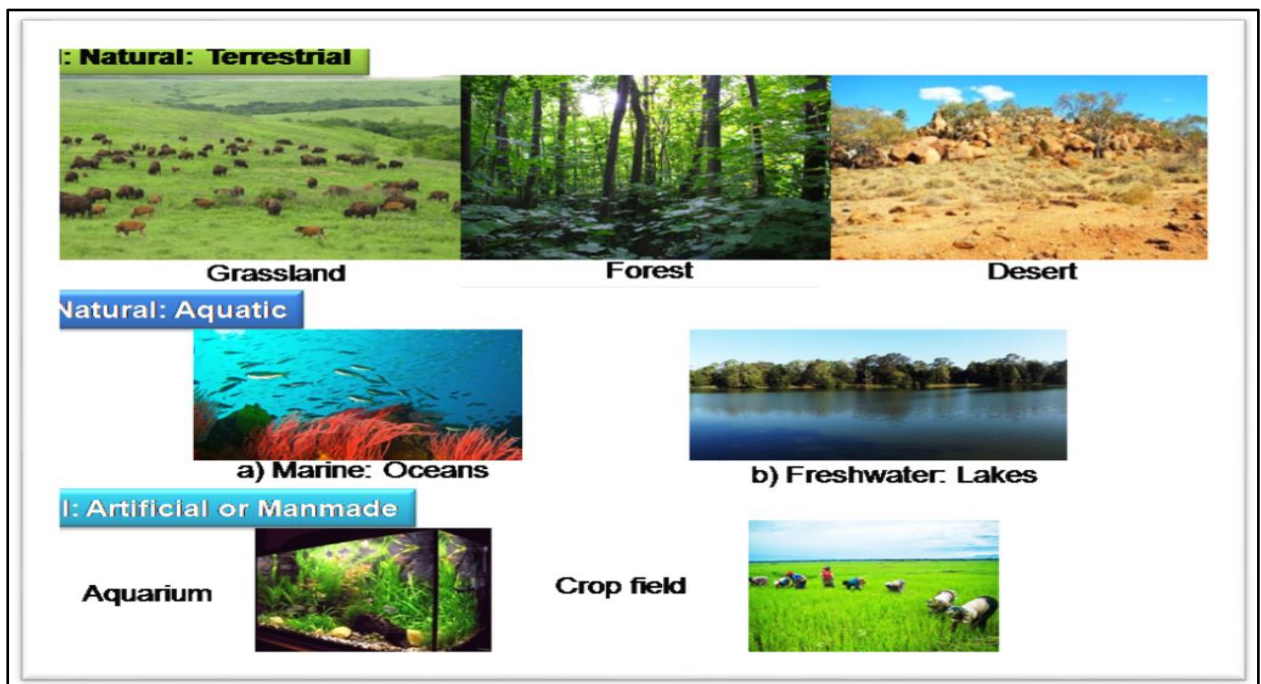 : Natural: Terrestrial
Grassland
Forest
Desert
Natural: Aquatic
a) Marine: Oceans
b) Freshwater: Lakes
l: Artificial or Manmade
Aquarium
Crop field